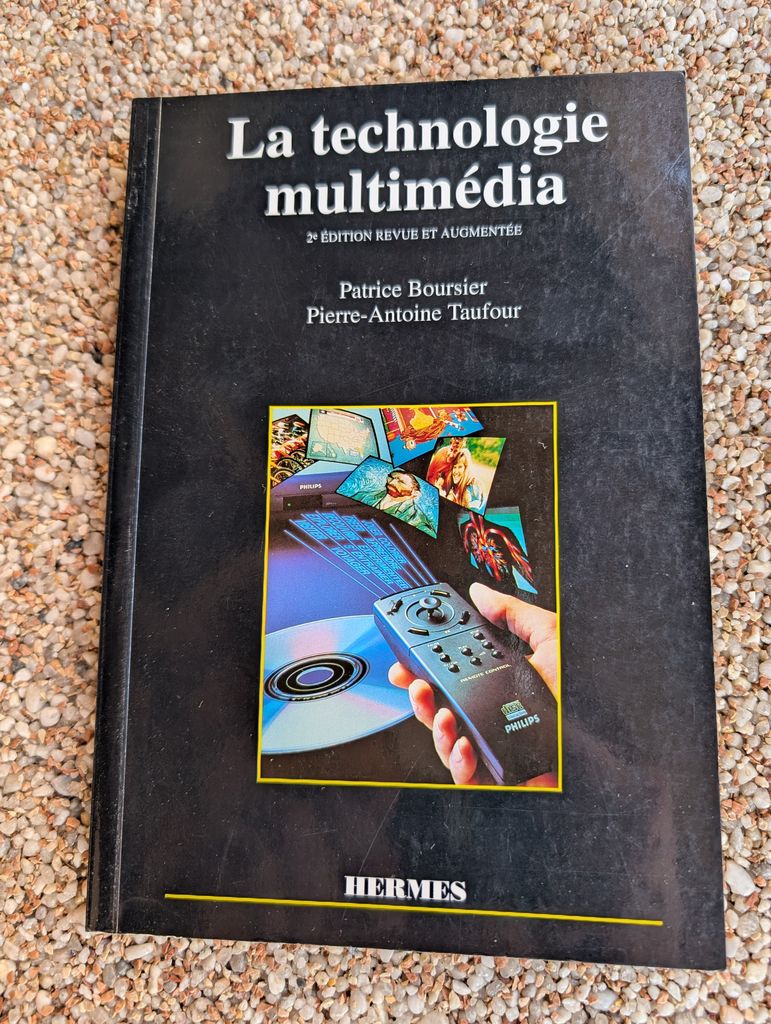 La technologie
multimédia
2e ÉDITION REVUE ET AUGMENTÉE
Patrice Boursier
Pierre-Antoine Taufour
PHILIPS
REMOTE CONTROL
PHILIPS
HERMES